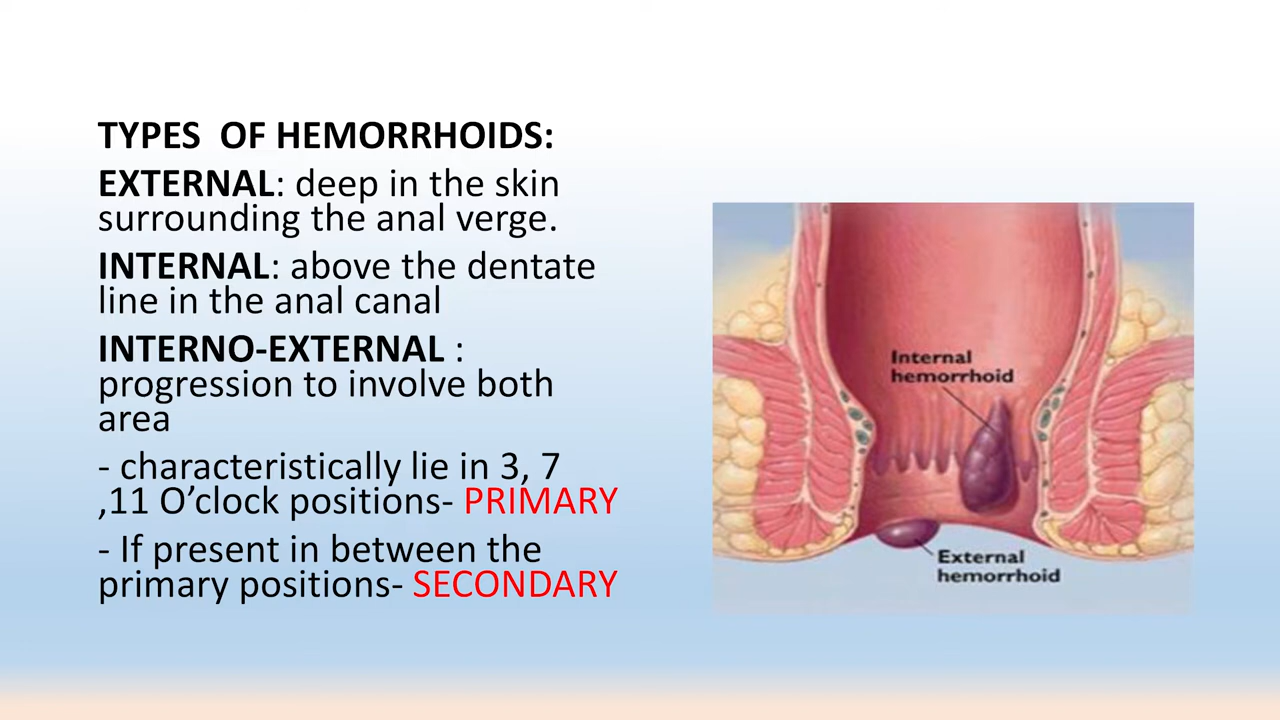 TYPES OF HEMORRHOIDS:
EXTERNAL: deep in the skin
surrounding the anal verge.
INTERNAL: above the dentate
line in the anal canal
INTERNO-EXTERNAL :
progression to involve both
area
- characteristically lie in 3, 7
,11 O’clock positions- PRIMARY
- If present in between the
primary positions- SECONDARY
Internal
hemorrhoid
External
hemorrhoid